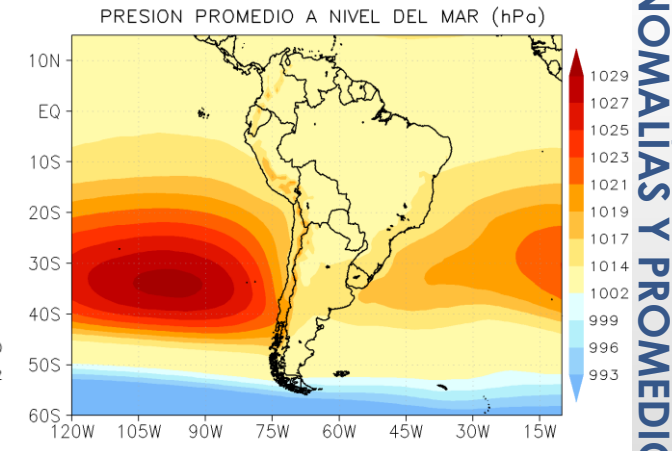 PRESION PROMEDIO A NIVEL DEL MAR (hPa)
10N
EQ
10S
20S
30S
40S
50S
60S
120W 105W 90W 75W 60W 45W 30W 15W
1029
1027
1025
1023
1021
1019
1017
1014
1002
999
996
993
NOMALIAS Y PROMEDIO